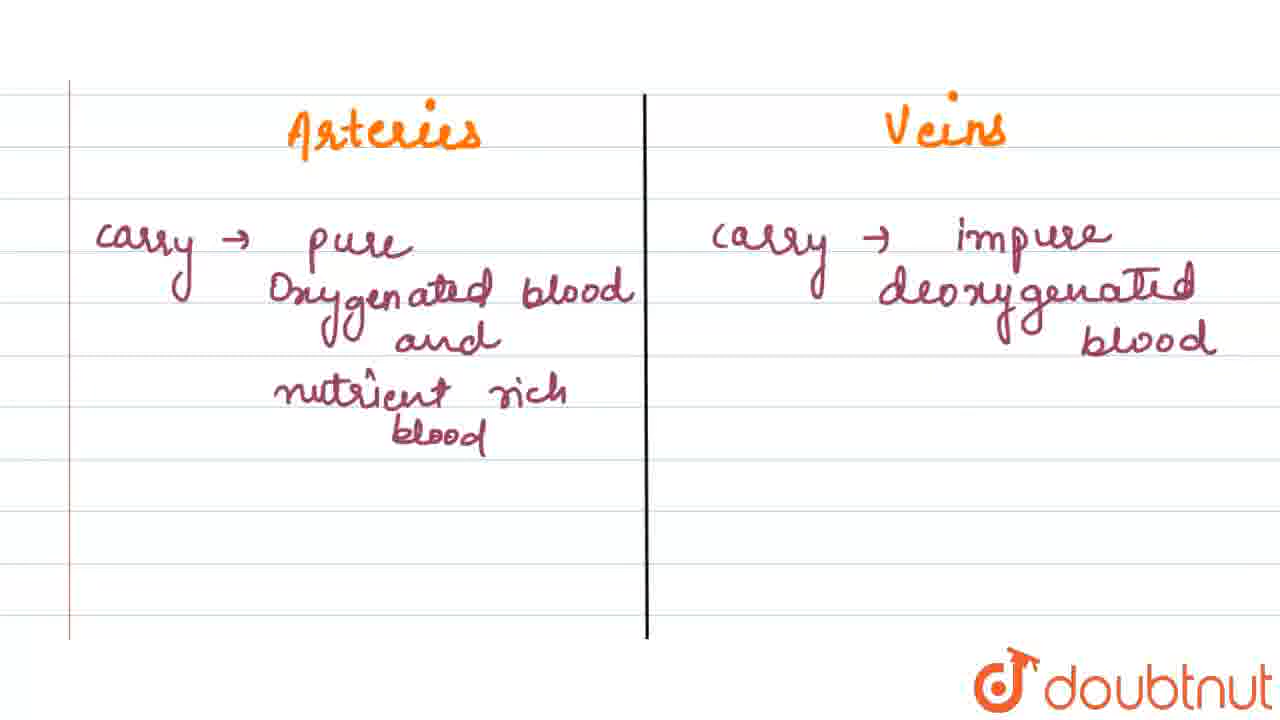 Arteries
Veins
carry → pure
Oxygenated blood
and
nutrient rich
blood
carry → impure
deoxygenated
blood
doubtnut